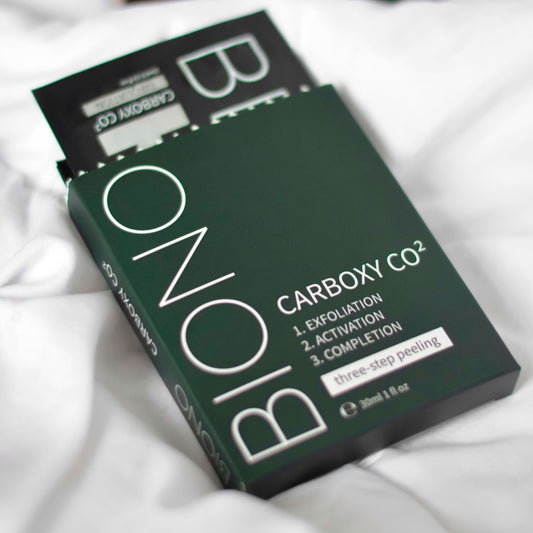 BIONO
CARBOXY CO²
1. EXFOLIATION
2. ACTIVATION
3. COMPLETION
three-step peeling
℮ 30ml 1 fl oz
BIONO
CARBOXY CO²
CARBOXY CO²
B